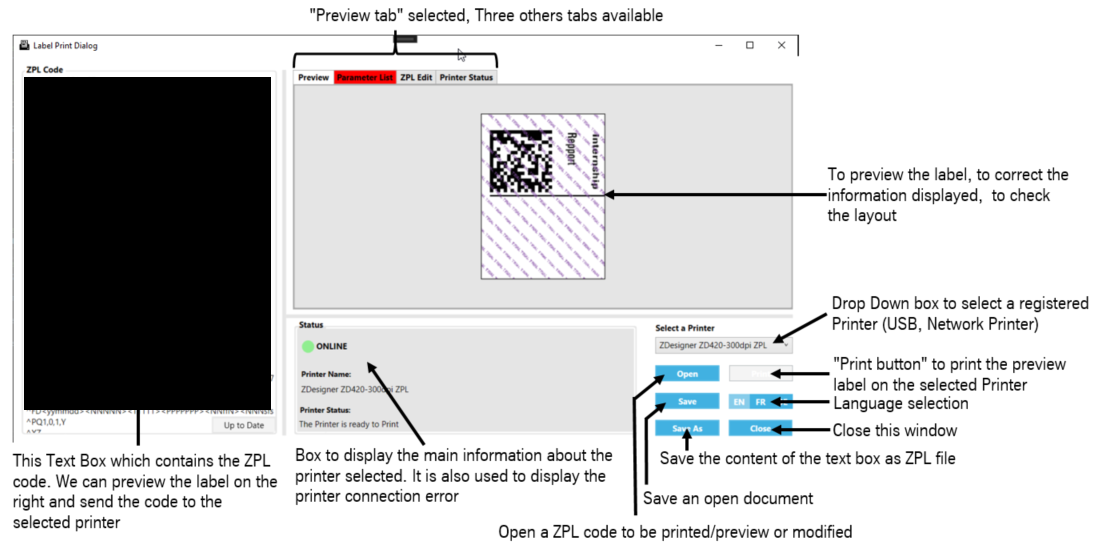 "Preview tab" selected, Three others tabs available
Label Print Dialog
ZPL Code
Preview Parameter List ZPL Edit Printer Status
Internship
Repport
To preview the label, to correct the
information displayed, to check
the layout
Status
ONLINE
Printer Name:
ZDesigner ZD420-300dpi ZPL
Printer Status:
The Printer is ready to Print
Select a Printer
ZDesigner ZD420-300dpi ZPL
Open
Save
EN FR
Save As
Close
^PQ1,0,1,Y
^XZ
Up to Date
Drop Down box to select a registered
Printer (USB, Network Printer)
"Print button" to print the preview
label on the selected Printer
Language selection
Close this window
Save the content of the text box as ZPL file
Save an open document
Open a ZPL code to be printed/preview or modified
This Text Box which contains the ZPL
code. We can preview the label on the
right and send the code to the
selected printer
Box to display the main information about the
printer selected. It is also used to display the
printer connection error